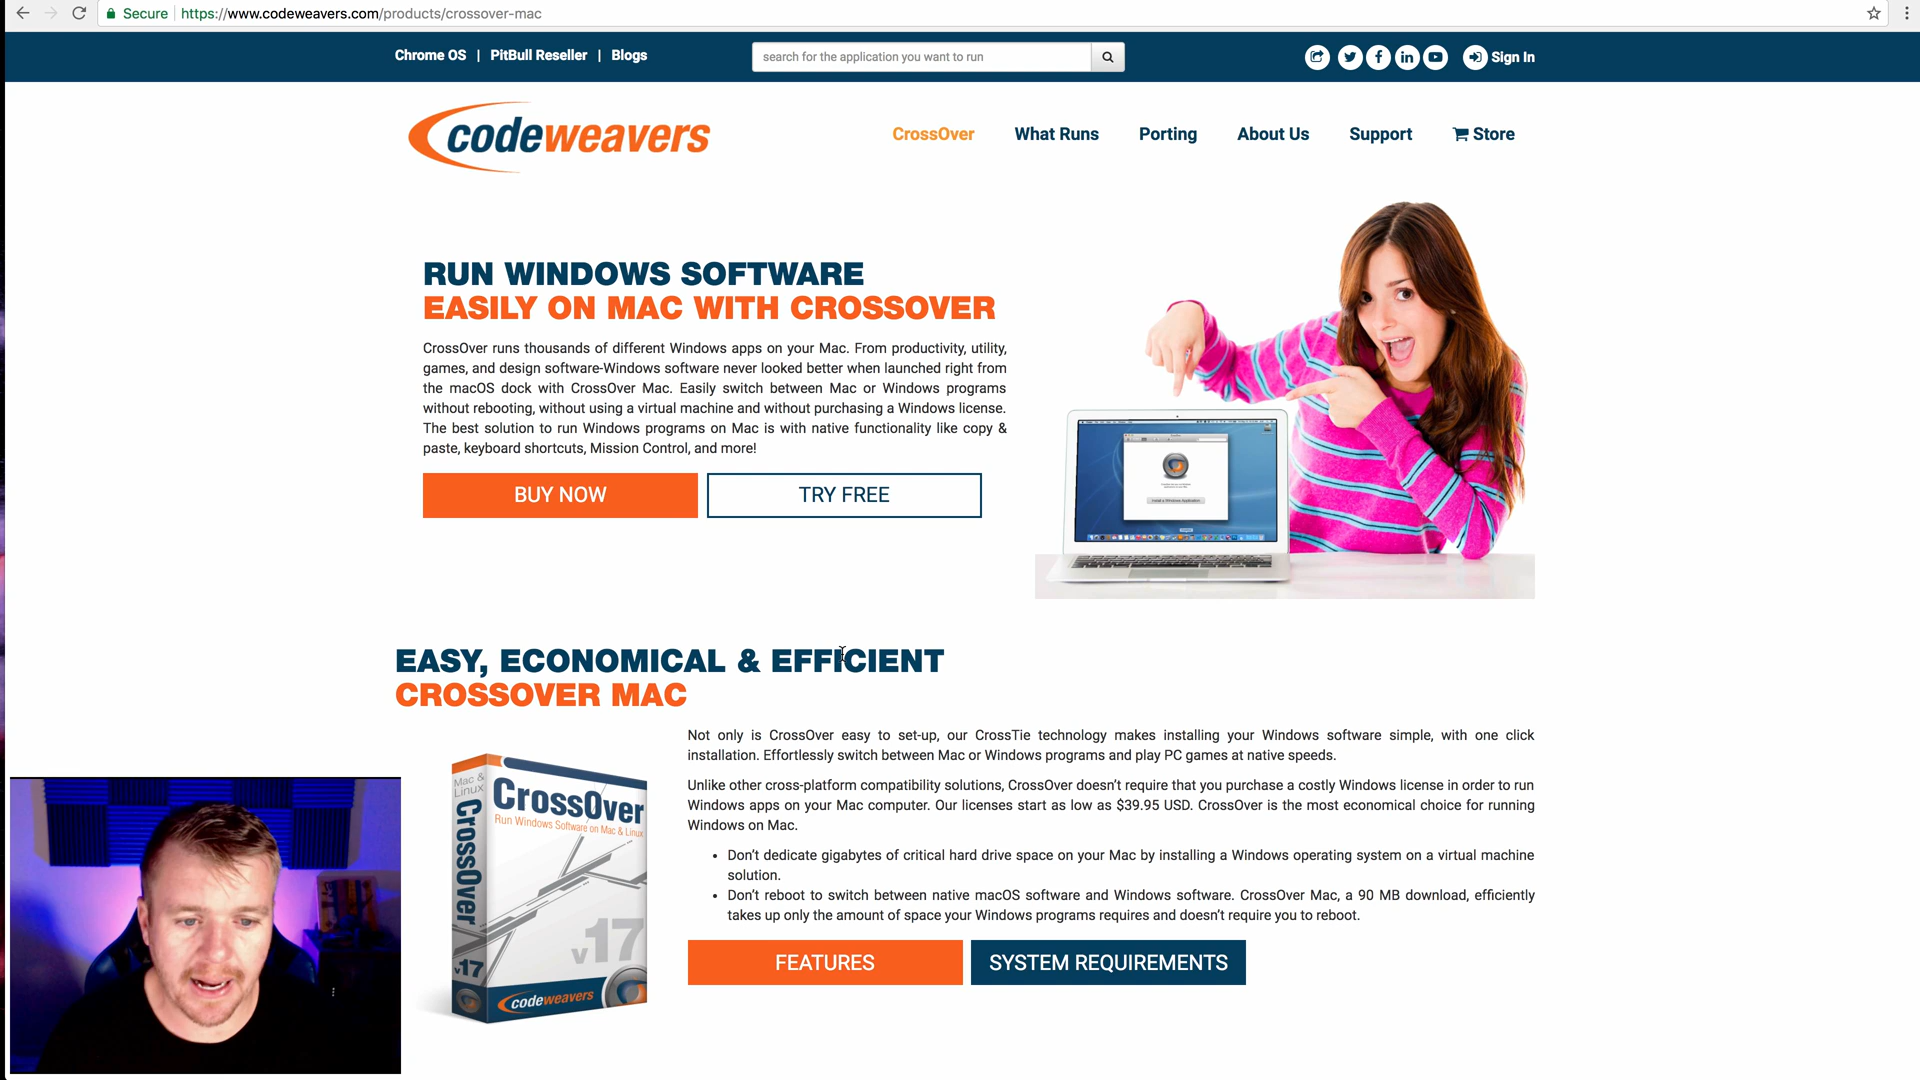 Secure
https://www.codeweavers.com/products/crossover-mac
Chrome OS | PitBull Reseller | Blogs
search for the application you want to run
Sign In
codeweavers
CrossOver
What Runs
Porting
About Us
Support
Store
RUN WINDOWS SOFTWARE
EASILY ON MAC WITH CROSSOVER
CrossOver runs thousands of different Windows apps on your Mac. From productivity, utility,
games, and design software-Windows software never looked better when launched right from
the macOS dock with CrossOver Mac. Easily switch between Mac or Windows programs
without rebooting, without using a virtual machine and without purchasing a Windows license.
The best solution to run Windows programs on Mac is with native functionality like copy &
paste, keyboard shortcuts, Mission Control, and more!
BUY NOW
TRY FREE
Install a Windows Application
EASY, ECONOMICAL & EFFICIENT
CROSSOVER MAC
Not only is CrossOver easy to set-up, our CrossTie technology makes installing your Windows software simple, with one click
installation. Effortlessly switch between Mac or Windows programs and play PC games at native speeds.
Unlike other cross-platform compatibility solutions, CrossOver doesn't require that you purchase a costly Windows license in order to run
Windows apps on your Mac computer. Our licenses start as low as $39.95 USD. CrossOver is the most economical choice for running
Windows on Mac.
• Don't dedicate gigabytes of critical hard drive space on your Mac by installing a Windows operating system on a virtual machine
solution.
• Don't reboot to switch between native macOS software and Windows software. CrossOver Mac, a 90 MB download, efficiently
takes up only the amount of space your Windows programs requires and doesn't require you to reboot.
FEATURES
SYSTEM REQUIREMENTS
Mac &
Linux
CrossOver
v17
CrossOver
Run Windows Software on Mac & Linux
v17
codeweavers